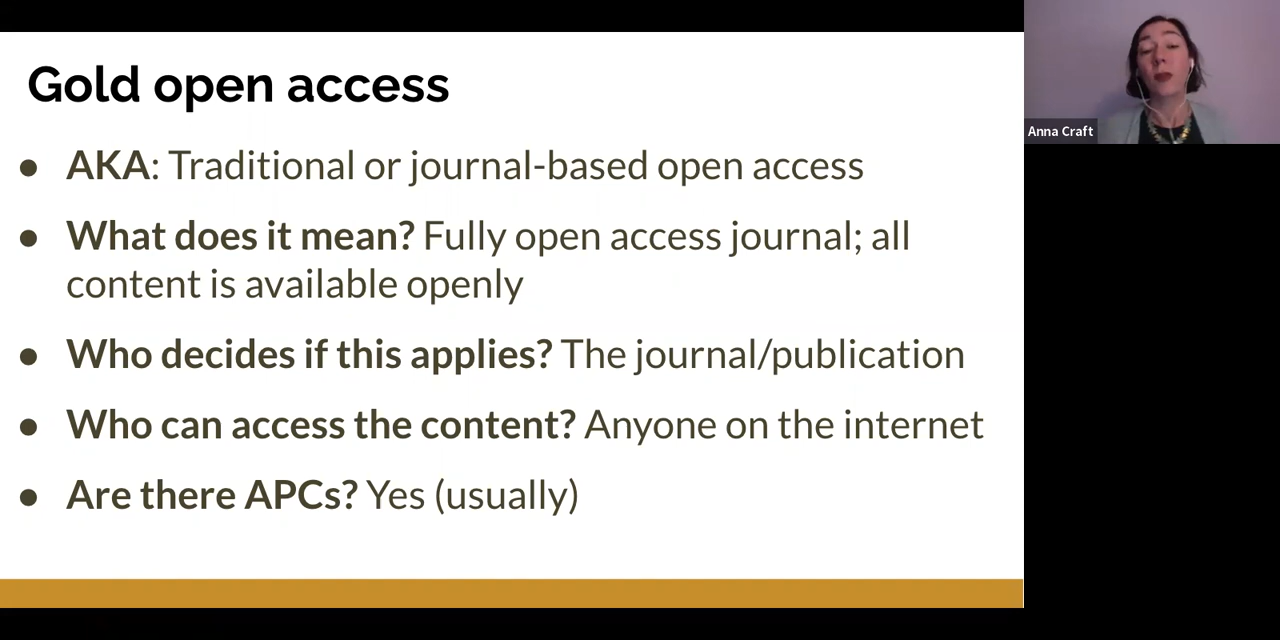 Gold open access
● AKA: Traditional or journal-based open access
● What does it mean? Fully open access journal; all
content is available openly
● Who decides if this applies? The journal/publication
● Who can access the content? Anyone on the internet
● Are there APCs? Yes (usually)
Anna Craft